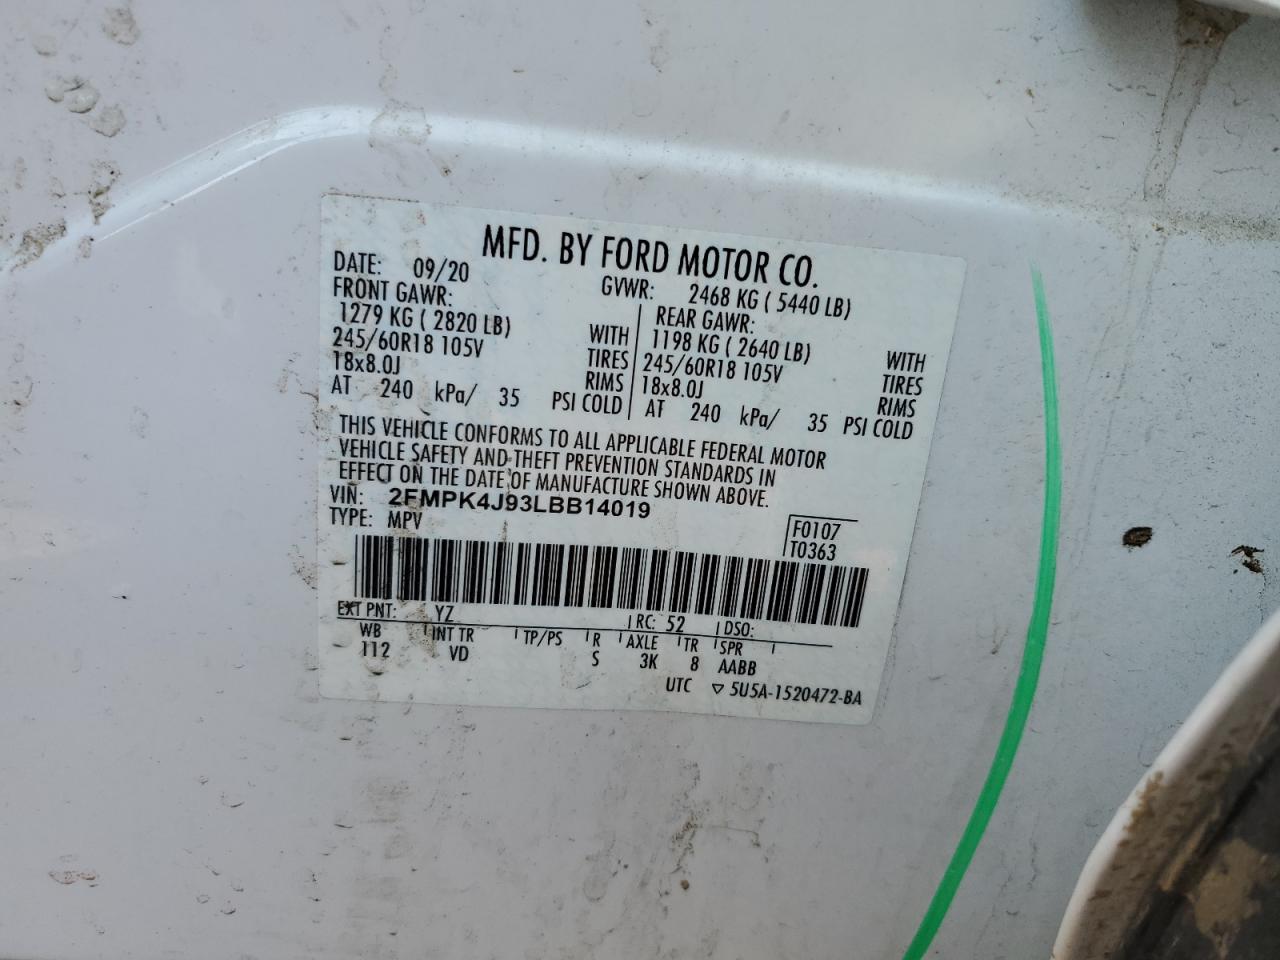 MFD. BY FORD MOTOR CO.
DATE: 09/20 GVWR: 2468 KG ( 5440 LB)
FRONT GAWR: REAR GAWR:
1279 KG ( 2820 LB) WITH 1198 KG ( 2640 LB) WITH
245/60R18 105V TIRES 245/60R18 105V TIRES
18x8.0J RIMS 18x8.0J RIMS
AT 240 kPa/ 35 PSI COLD AT 240 kPa/ 35 PSI COLD
THIS VEHICLE CONFORMS TO ALL APPLICABLE FEDERAL MOTOR
VEHICLE SAFETY AND THEFT PREVENTION STANDARDS IN
EFFECT ON THE DATE OF MANUFACTURE SHOWN ABOVE.
VIN: 2FMPK4J93LBB14019
TYPE: MPV
F0107
T0363
EXT PNT: YZ RC: 52 DSO:
WB INT TR TP/PS R AXLE TR SPR
112 VD S 3K 8 AABB
UTC ▽ 5U5A-1520472-BA